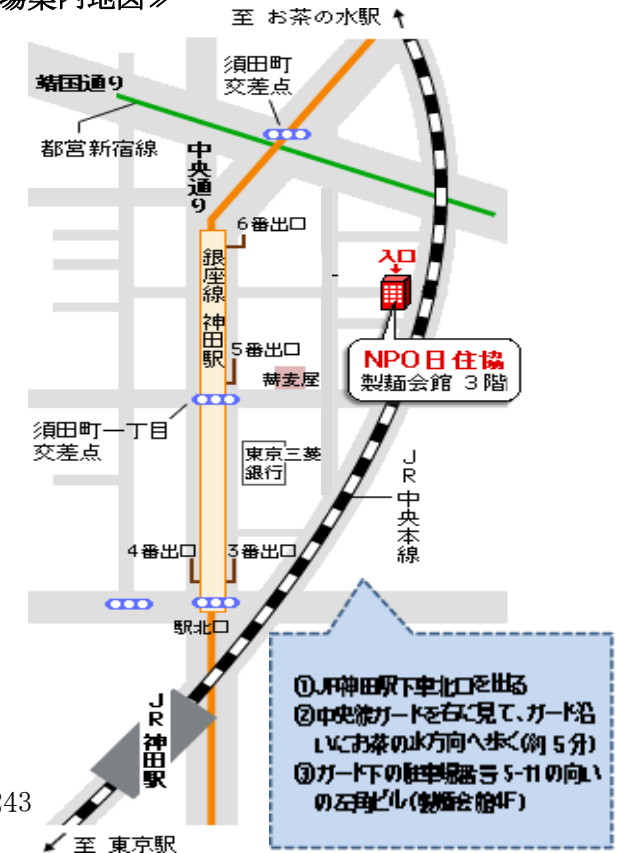 場案内地図≫
至 お茶の水駅
須田町
交差点
靖国通り
都営新宿線
中央通り
6番出口
銀座線 神田駅
入口
5番出口
NPO日住協
製麺会館 3階
蕎麦屋
須田町一丁目
交差点
東京三菱
銀行
JR中央本線
4番出口
3番出口
駅北口
①JR神田駅下車北口を出る
②中央線ガードを右に見て、ガード沿
いにお茶の水方向へ歩く(約5分)
③ガード下の駐車場番号5-11の向い
の左角ビル(製麺会館4F)
JR神田駅
243
至 東京駅